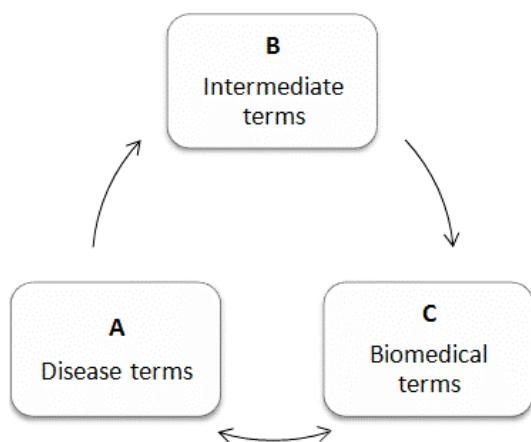 B
Intermediate
terms
A
Disease terms
C
Biomedical
terms